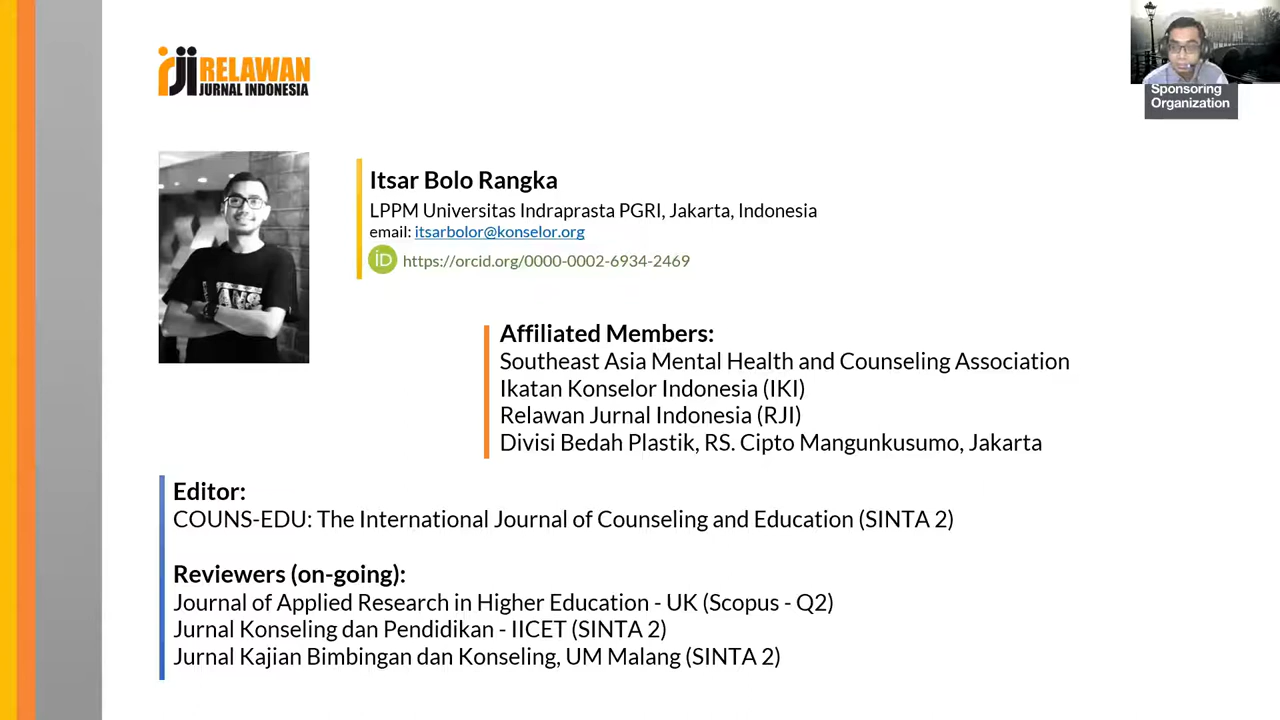 RJI RELAWAN
JURNAL INDONESIA
Sponsoring
Organization
Itsar Bolo Rangka
LPPM Universitas Indraprasta PGRI, Jakarta, Indonesia
email: itsarbolor@konselor.org
iD https://orcid.org/0000-0002-6934-2469
Affiliated Members:
Southeast Asia Mental Health and Counseling Association
Ikatan Konselor Indonesia (IKI)
Relawan Jurnal Indonesia (RJI)
Divisi Bedah Plastik, RS. Cipto Mangunkusumo, Jakarta
Editor:
COUNS-EDU: The International Journal of Counseling and Education (SINTA 2)
Reviewers (on-going):
Journal of Applied Research in Higher Education - UK (Scopus - Q2)
Jurnal Konseling dan Pendidikan - IICET (SINTA 2)
Jurnal Kajian Bimbingan dan Konseling, UM Malang (SINTA 2)